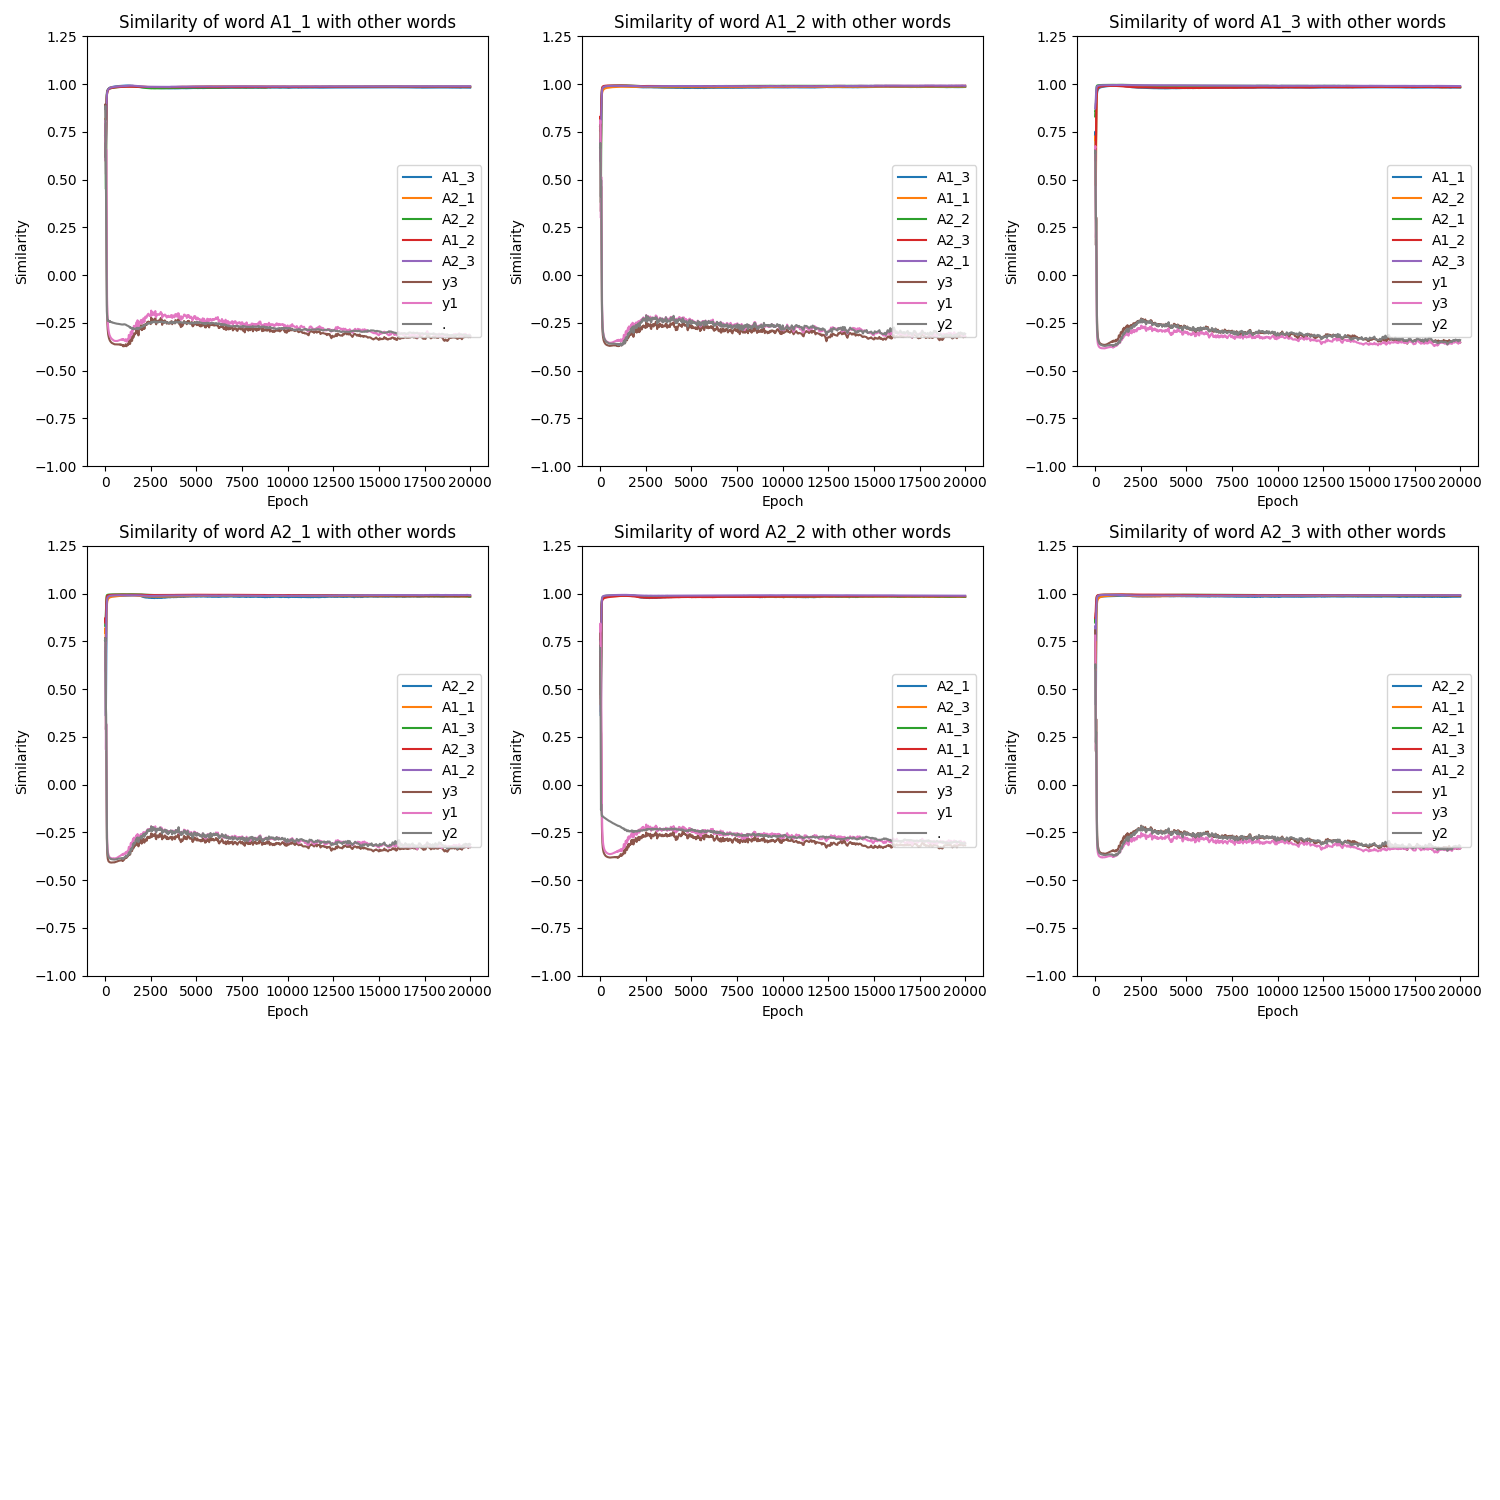 Similarity of word A1_1 with other words
1.25
1.00
0.75
0.50
0.25
0.00
−0.25
−0.50
−0.75
−1.00
Similarity
0 2500 5000 7500 10000 12500 15000 17500 20000
Epoch
A1_3
A2_1
A2_2
A1_2
A2_3
y3
y1
.
Similarity of word A1_2 with other words
1.25
1.00
0.75
0.50
0.25
0.00
−0.25
−0.50
−0.75
−1.00
Similarity
0 2500 5000 7500 10000 12500 15000 17500 20000
Epoch
A1_3
A1_1
A2_2
A2_3
A2_1
y3
y1
y2
Similarity of word A1_3 with other words
1.25
1.00
0.75
0.50
0.25
0.00
−0.25
−0.50
−0.75
−1.00
Similarity
0 2500 5000 7500 10000 12500 15000 17500 20000
Epoch
A1_1
A2_2
A2_1
A1_2
A2_3
y1
y3
y2
Similarity of word A2_1 with other words
1.25
1.00
0.75
0.50
0.25
0.00
−0.25
−0.50
−0.75
−1.00
Similarity
0 2500 5000 7500 10000 12500 15000 17500 20000
Epoch
A2_2
A1_1
A1_3
A2_3
A1_2
y3
y1
y2
Similarity of word A2_2 with other words
1.25
1.00
0.75
0.50
0.25
0.00
−0.25
−0.50
−0.75
−1.00
Similarity
0 2500 5000 7500 10000 12500 15000 17500 20000
Epoch
A2_1
A2_3
A1_3
A1_1
A1_2
y3
y1
.
Similarity of word A2_3 with other words
1.25
1.00
0.75
0.50
0.25
0.00
−0.25
−0.50
−0.75
−1.00
Similarity
0 2500 5000 7500 10000 12500 15000 17500 20000
Epoch
A2_2
A1_1
A2_1
A1_3
A1_2
y1
y3
y2